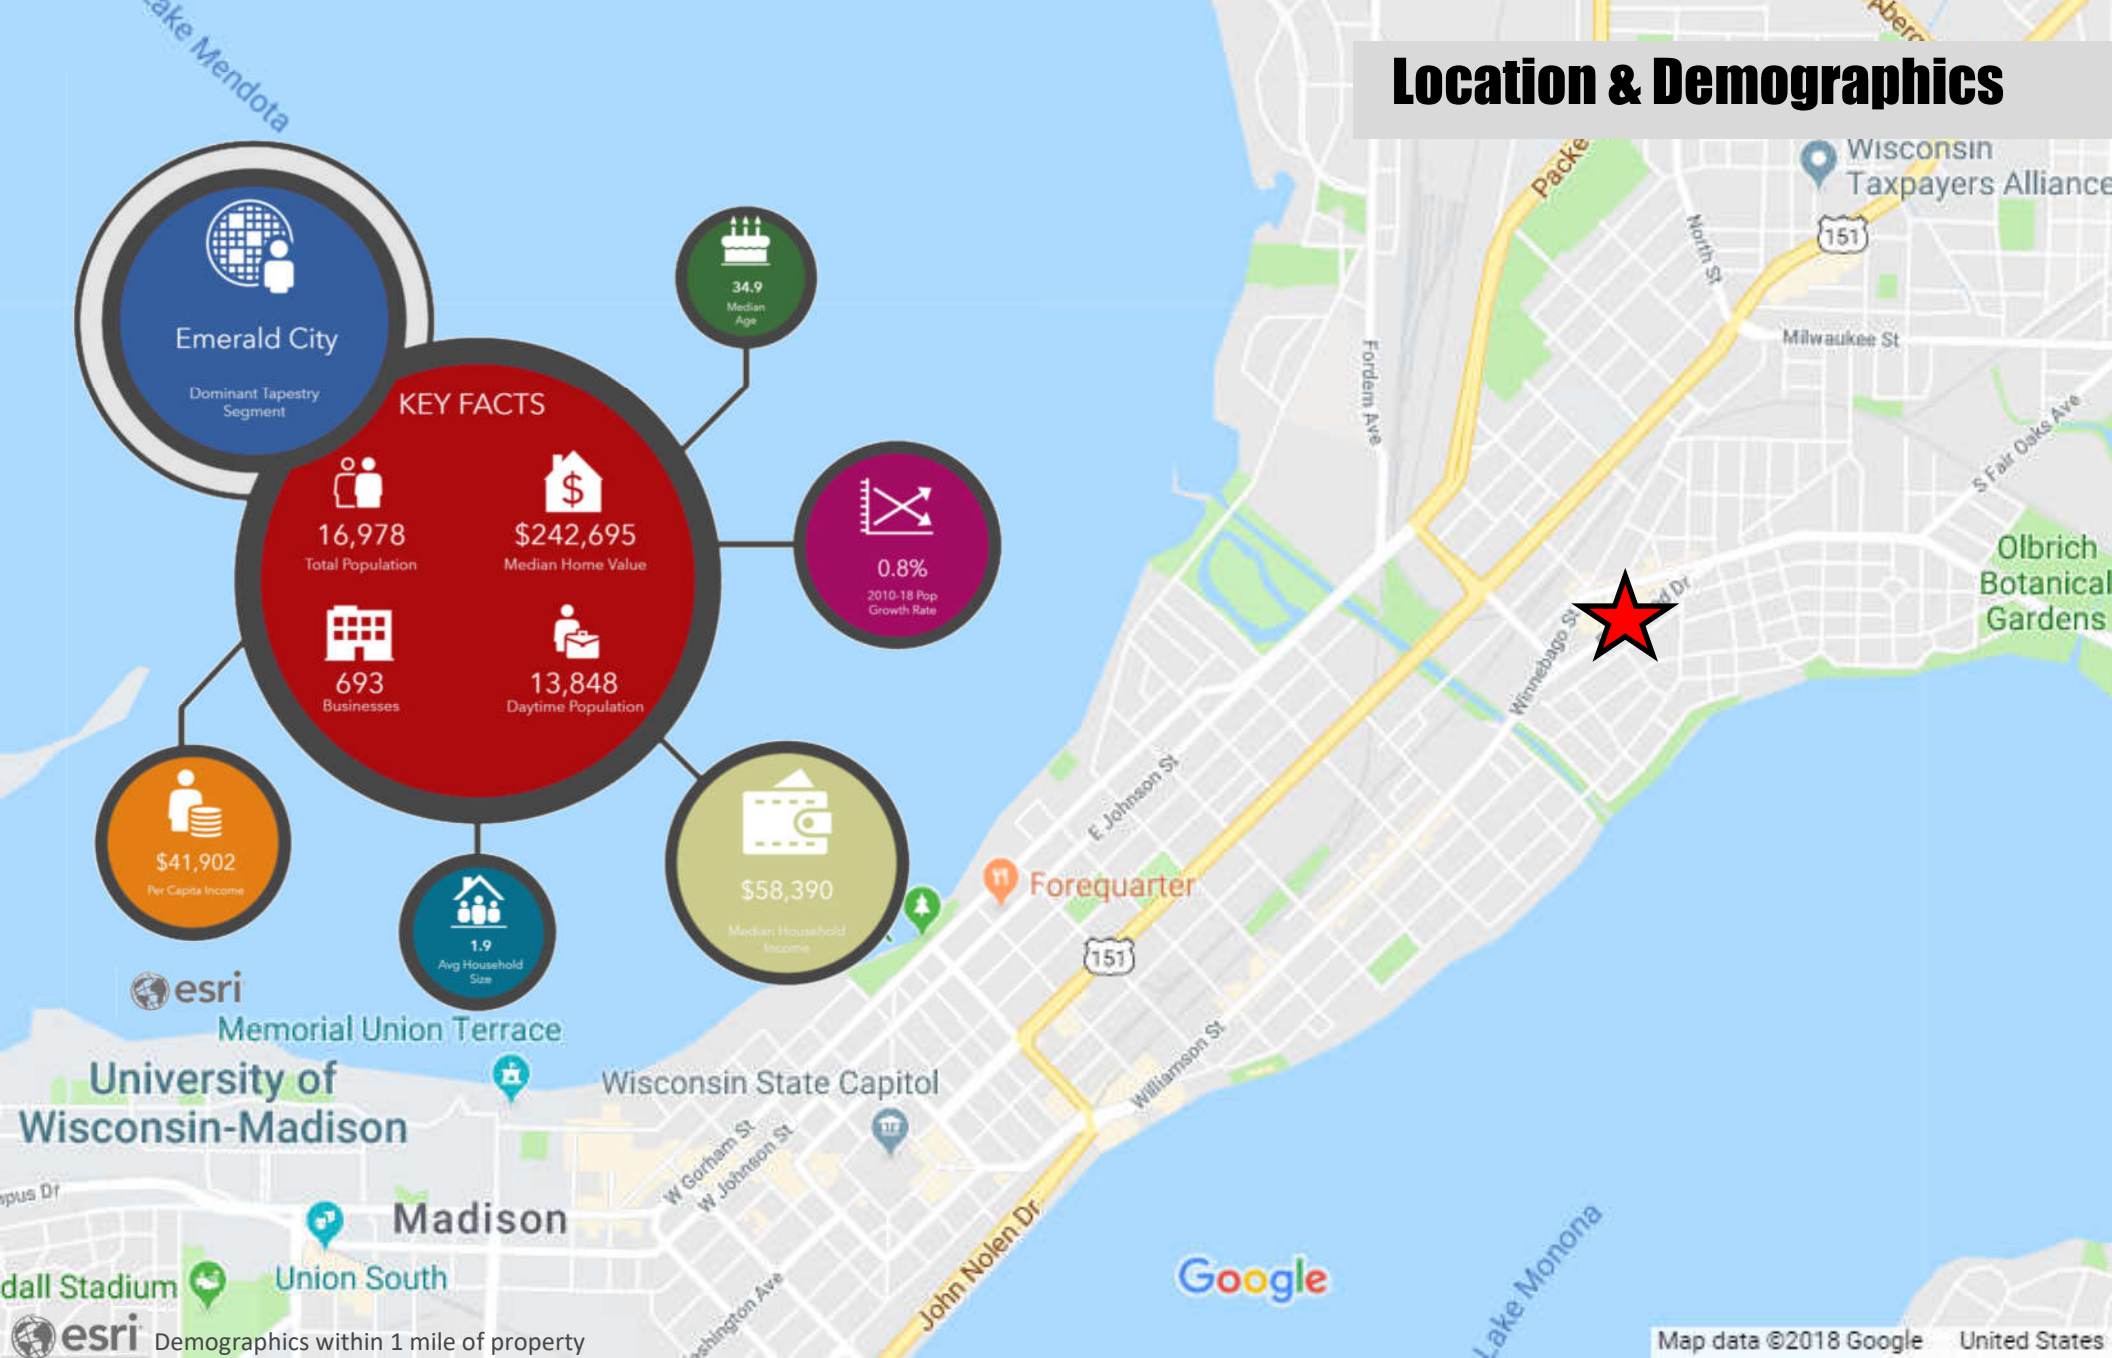 Location & Demographics
Lake Mendota
Emerald City
Dominant Tapestry
Segment
KEY FACTS
16,978
Total Population
$242,695
Median Home Value
693
Businesses
13,848
Daytime Population
34.9
Median
Age
0.8%
2010-18 Pop
Growth Rate
$41,902
Per Capita Income
1.9
Avg Household
Size
$58,390
Median Household
Income
esri
Packe
Wisconsin
Taxpayers Alliance
151
North St
Milwaukee St
Fordem Ave
S Fair Oaks Ave
Olbrich
Botanical
Gardens
Winnebago St
d Dr
E Johnson St
Forequarter
151
Williamson St
Memorial Union Terrace
University of
Wisconsin-Madison
Wisconsin State Capitol
W Gorham St
W Johnson St
pus Dr
Madison
Union South
dall Stadium
shington Ave
John Nolen Dr
Google
Lake Monona
esri
Demographics within 1 mile of property
Map data ©2018 Google
United States